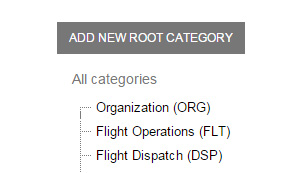 ADD NEW ROOT CATEGORY
All categories
Organization (ORG)
Flight Operations (FLT)
Flight Dispatch (DSP)